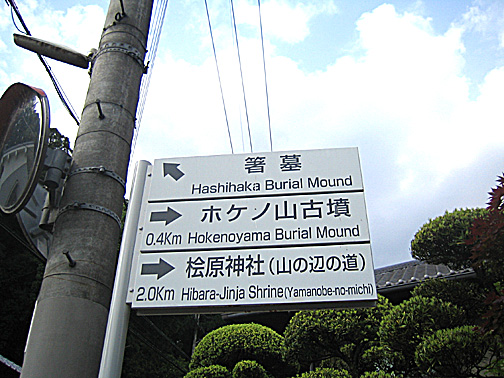 箸墓
Hashihaka Burial Mound
ホケノ山古墳
0.4Km Hokenoyama Burial Mound
桧原神社(山の辺の道)
2.0Km Hibara-Jinja Shrine(Yamanobe-no-michi)